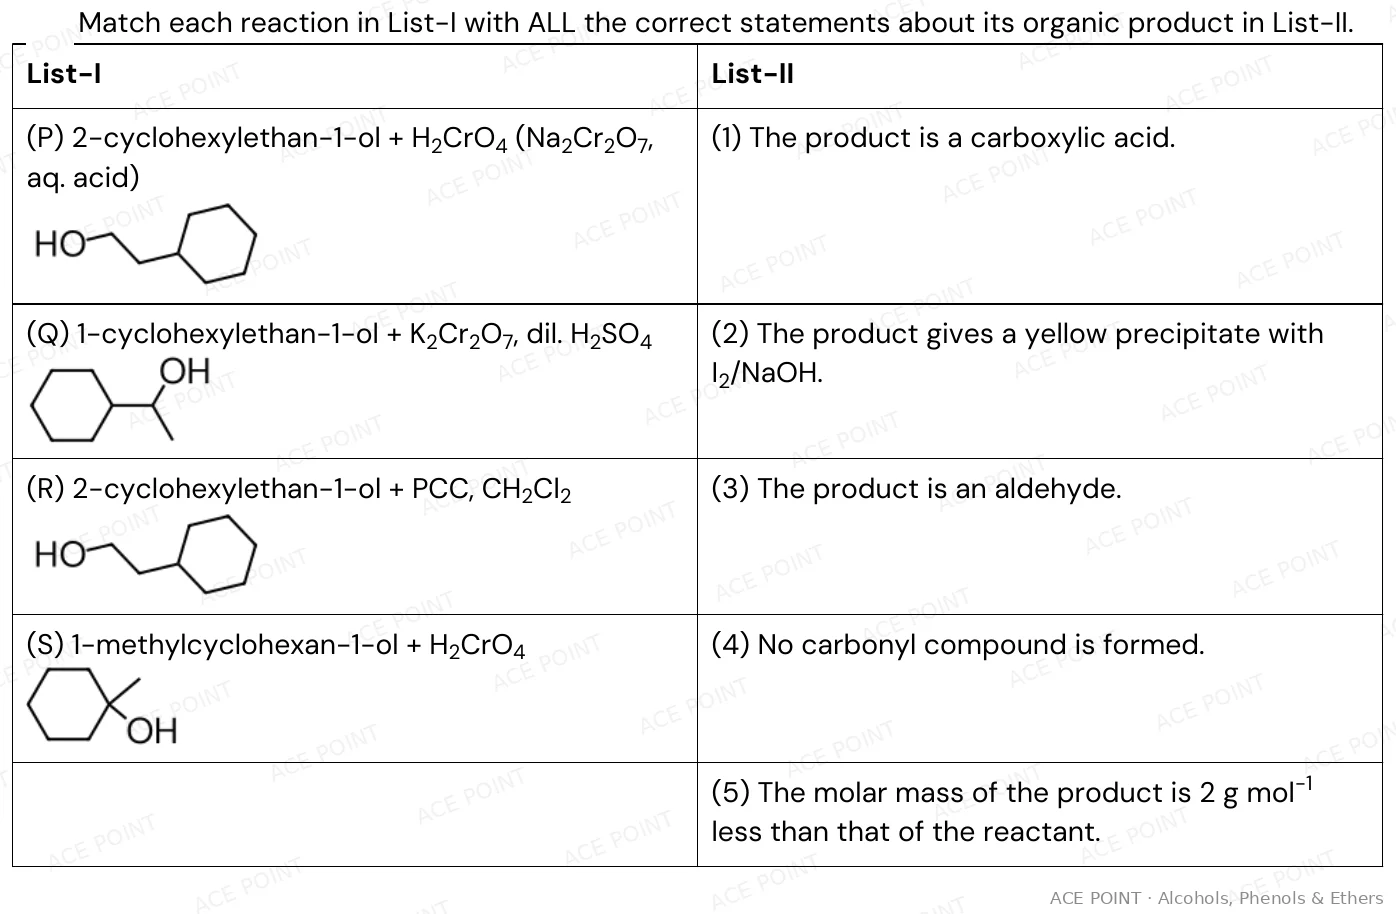 Match each reaction in List-I with ALL the correct statements about its organic product in List-II.
List-I
List-II
(P) 2-cyclohexylethan-1-ol + H₂CrO₄ (Na₂Cr₂O₇,
aq. acid)
HO
(1) The product is a carboxylic acid.
(Q) 1-cyclohexylethan-1-ol + K₂Cr₂O₇, dil. H₂SO₄
OH
(2) The product gives a yellow precipitate with
I₂/NaOH.
(R) 2-cyclohexylethan-1-ol + PCC, CH₂Cl₂
HO
(3) The product is an aldehyde.
(S) 1-methylcyclohexan-1-ol + H₂CrO₄
OH
(4) No carbonyl compound is formed.
(5) The molar mass of the product is 2 g mol⁻¹
less than that of the reactant.
ACE POINT · Alcohols, Phenols & Ethers
ACE POINT